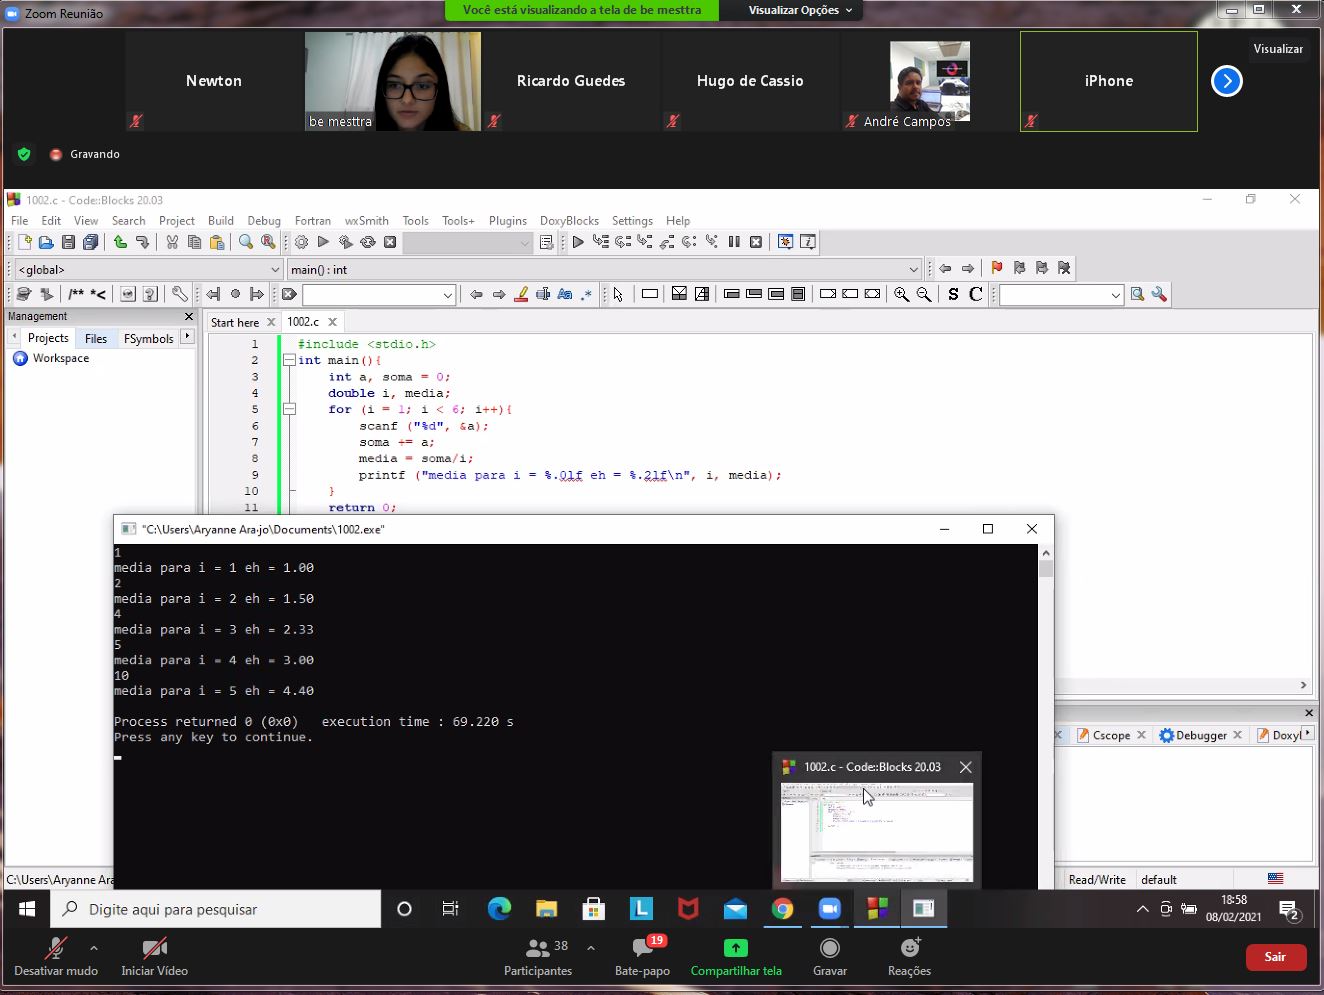 Zoom Reunião
Você está visualizando a tela de be mesttra
Visualizar Opções
Newton
be mesttra
Ricardo Guedes
Hugo de Cassio
André Campos
iPhone
Visualizar
Gravando
1002.c - Code::Blocks 20.03
File Edit View Search Project Build Debug Fortran wxSmith Tools Tools+ Plugins DoxyBlocks Settings Help
<global>
main() : int
/** *<
Aa .*
S C
Management
Projects Files FSymbols
Workspace
Start here
1002.c
1 #include <stdio.h>
2 int main(){
3 int a, soma = 0;
4 double i, media;
5 for (i = 1; i < 6; i++){
6 scanf ("%d", &a);
7 soma += a;
8 media = soma/i;
9 printf ("media para i = %.0lf eh = %.2lf\n", i, media);
10 }
11 return 0;
"C:\Users\Aryanne Ara·jo\Documents\1002.exe"
1
media para i = 1 eh = 1.00
2
media para i = 2 eh = 1.50
4
media para i = 3 eh = 2.33
5
media para i = 4 eh = 3.00
10
media para i = 5 eh = 4.40
Process returned 0 (0x0) execution time : 69.220 s
Press any key to continue.
Cscope
Debugger
Doxyl
1002.c - Code::Blocks 20.03
C:\Users\Aryanne Ara
Read/Write
default
Digite aqui para pesquisar
L
18:58
08/02/2021
2
Desativar mudo
Iniciar Vídeo
38
Participantes
19
Bate-papo
Compartilhar tela
Gravar
Reações
Sair